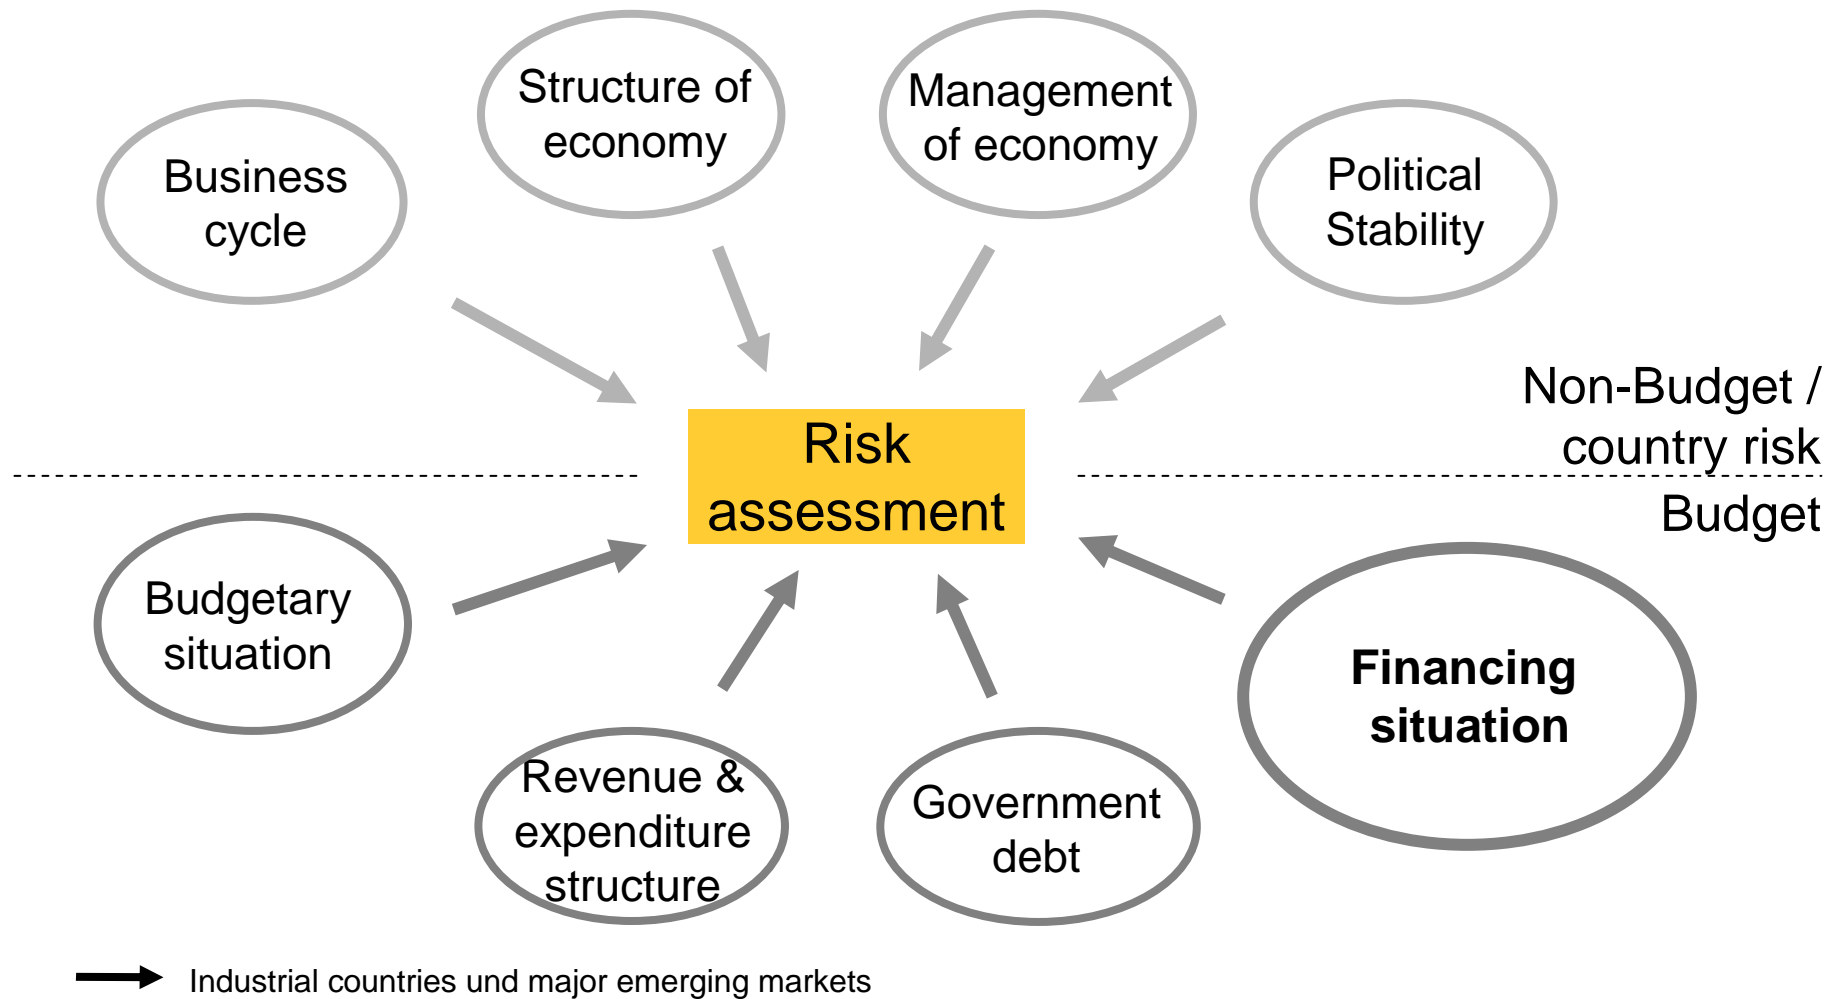 Structure of
economy
Management
of economy
Business
cycle
Political
Stability
Non-Budget /
country risk
Risk
assessment
Budget
Budgetary
situation
Financing
situation
Revenue &
expenditure
structure
Government
debt
Industrial countries und major emerging markets